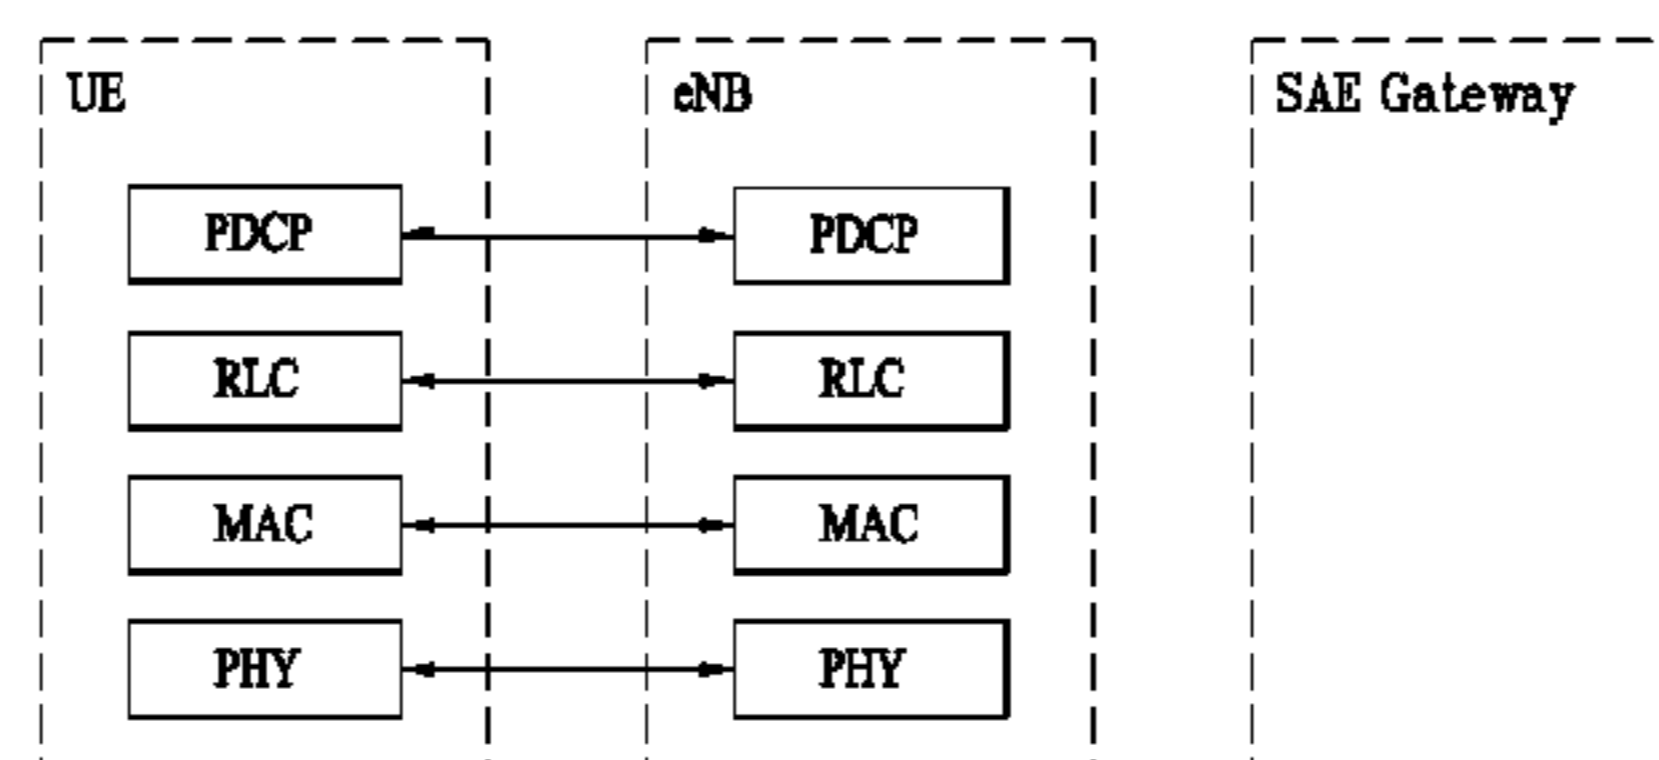 UE
eNB
SAE Gateway
PDCP
PDCP
RLC
RLC
MAC
MAC
PHY
PHY